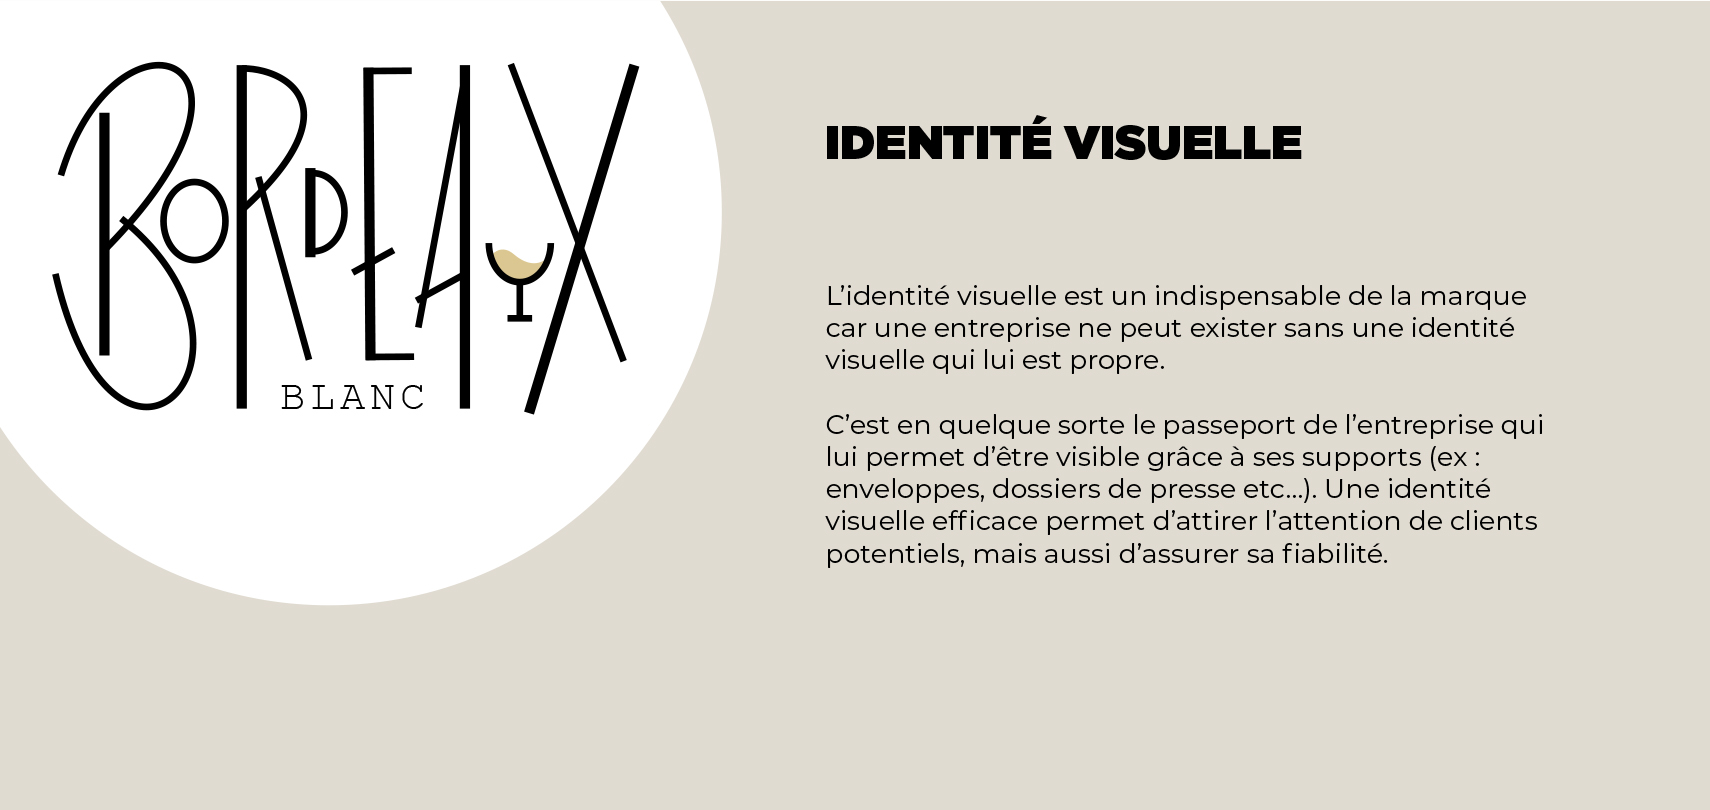 BORDEAUX
BLANC
IDENTITÉ VISUELLE
L’identité visuelle est un indispensable de la marque
car une entreprise ne peut exister sans une identité
visuelle qui lui est propre.
C’est en quelque sorte le passeport de l’entreprise qui
lui permet d’être visible grâce à ses supports (ex :
enveloppes, dossiers de presse etc...). Une identité
visuelle efficace permet d’attirer l’attention de clients
potentiels, mais aussi d’assurer sa fiabilité.